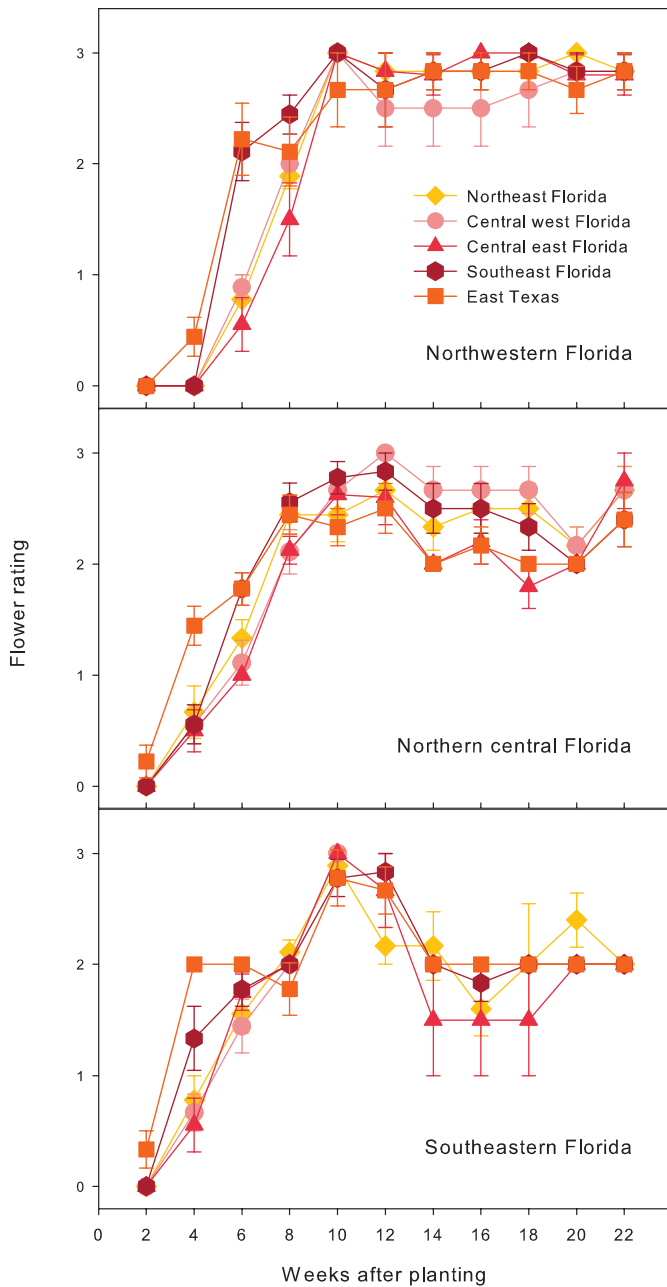 3
2
1
0
Northeast Florida
Central west Florida
Central east Florida
Southeast Florida
East Texas
Northwestern Florida
3
2
1
0
Northern central Florida
Flower rating
3
2
1
0
Southeastern Florida
0 2 4 6 8 10 12 14 16 18 20 22
Weeks after planting